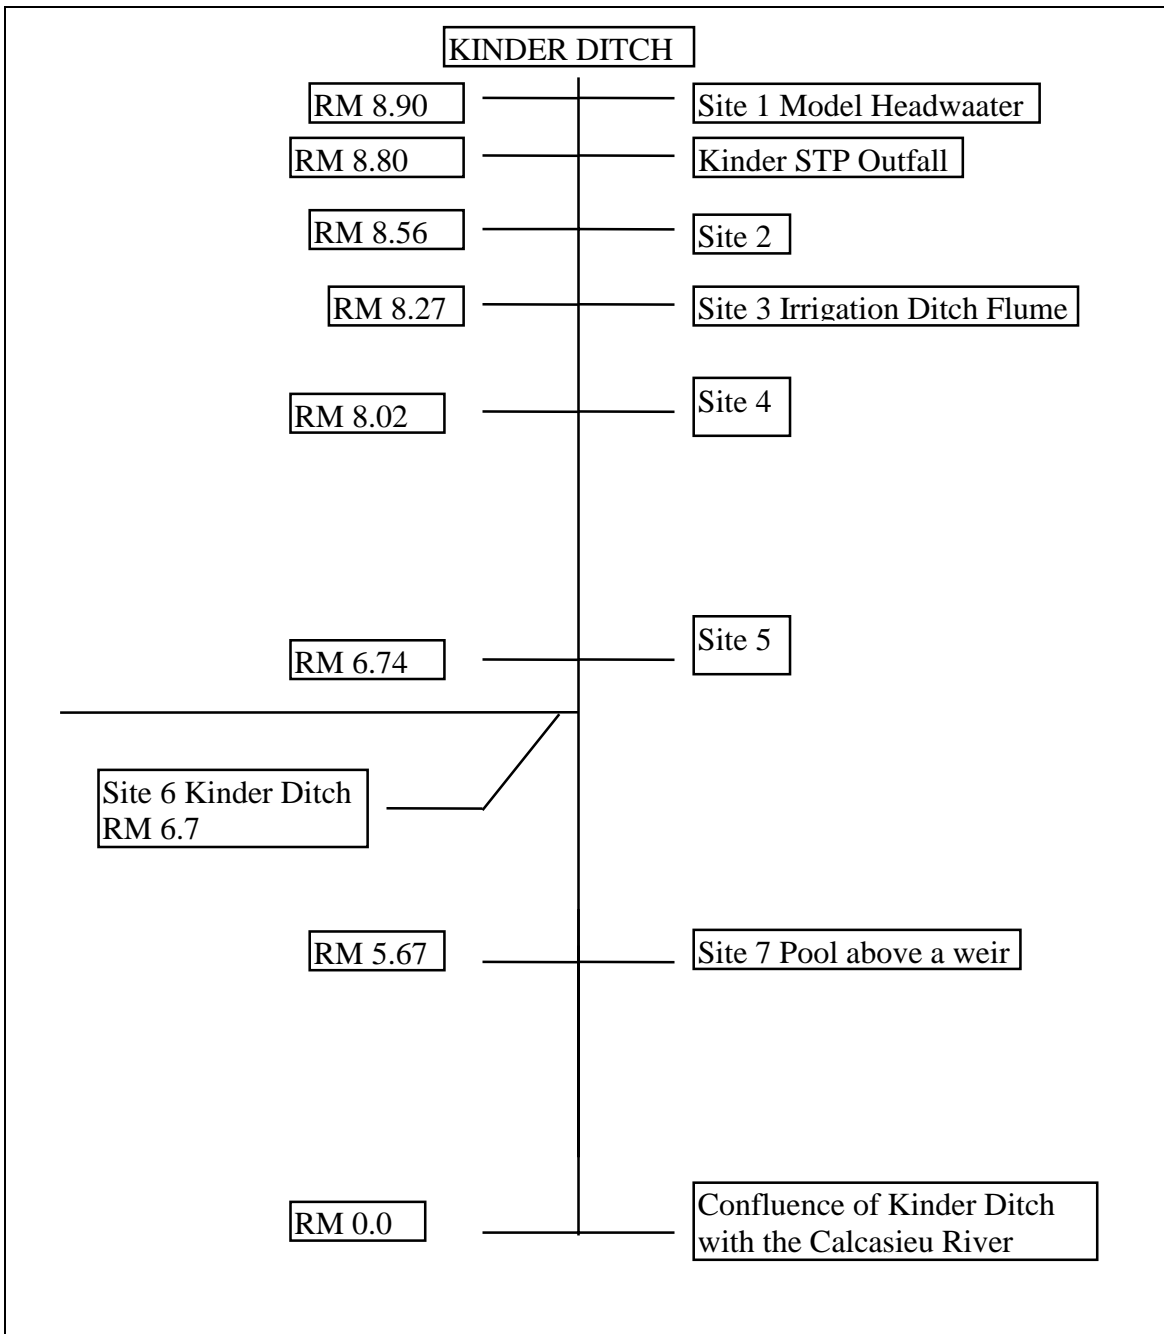 KINDER DITCH
RM 8.90
Site 1 Model Headwaater
RM 8.80
Kinder STP Outfall
RM 8.56
Site 2
RM 8.27
Site 3 Irrigation Ditch Flume
RM 8.02
Site 4
RM 6.74
Site 5
Site 6 Kinder Ditch
RM 6.7
RM 5.67
Site 7 Pool above a weir
RM 0.0
Confluence of Kinder Ditch
with the Calcasieu River